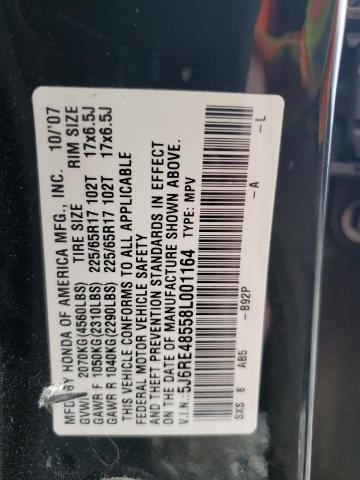 MFD. BY HONDA OF AMERICA MFG., INC. 10/'07
GVWR 2070KG(4560LBS) TIRE SIZE RIM SIZE
GAWR F 1050KG(2310LBS) 225/65R17 102T 17x6.5J
GAWR R 1040KG(2290LBS) 225/65R17 102T 17x6.5J
THIS VEHICLE CONFORMS TO ALL APPLICABLE
FEDERAL MOTOR VEHICLE SAFETY
AND THEFT PREVENTION STANDARDS IN EFFECT
ON THE DATE OF MANUFACTURE SHOWN ABOVE.
V.I.N.: 5J6RE48558L001164 TYPE: MPV
-B92P -A -L
SXS 8 AB5